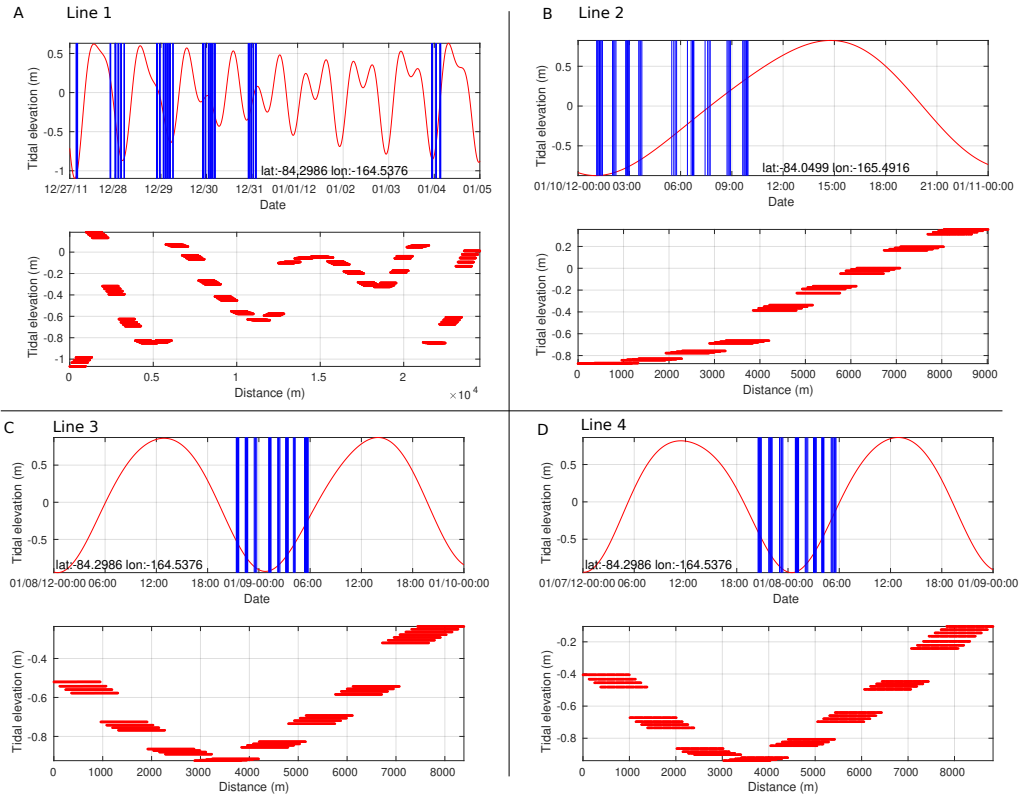 A Line 1
Tidal elevation (m)
0.5
0
-0.5
-1
lat:-84.2986 lon:-164.5376
12/27/11 12/28 12/29 12/30 12/31 01/01/12 01/02 01/03 01/04 01/05
Date
Tidal elevation (m)
0
-0.2
-0.4
-0.6
-0.8
-1
0 0.5 1 1.5 2
Distance (m)
×10^4
B Line 2
Tidal elevation (m)
0.5
0
-0.5
lat:-84.0499 lon:-165.4916
01/10/12-00:00 03:00 06:00 09:00 12:00 15:00 18:00 21:00 01/11-00:00
Date
Tidal elevation (m)
0.2
0
-0.2
-0.4
-0.6
-0.8
0 1000 2000 3000 4000 5000 6000 7000 8000 9000
Distance (m)
C Line 3
Tidal elevation (m)
0.5
0
-0.5
lat:-84.2986 lon:-164.5376
01/08/12-00:00 06:00 12:00 18:00 01/09-00:00 06:00 12:00 18:00 01/10-00:00
Date
Tidal elevation (m)
-0.4
-0.6
-0.8
0 1000 2000 3000 4000 5000 6000 7000 8000
Distance (m)
D Line 4
Tidal elevation (m)
0.5
0
-0.5
lat:-84.2986 lon:-164.5376
01/07/12-00:00 06:00 12:00 18:00 01/08-00:00 06:00 12:00 18:00 01/09-00:00
Date
Tidal elevation (m)
-0.2
-0.4
-0.6
-0.8
0 1000 2000 3000 4000 5000 6000 7000 8000
Distance (m)